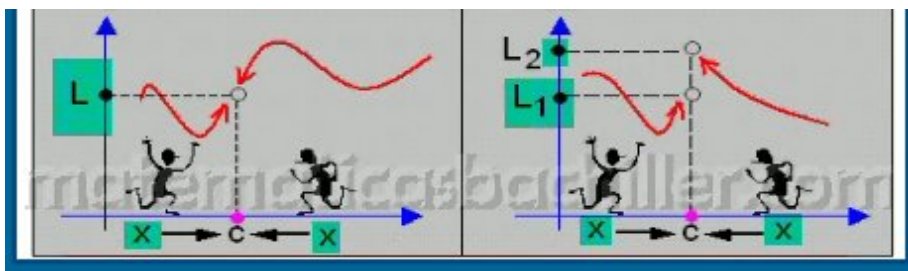 L
L2
L1
matematicasbachiller.com
X C X
X C X